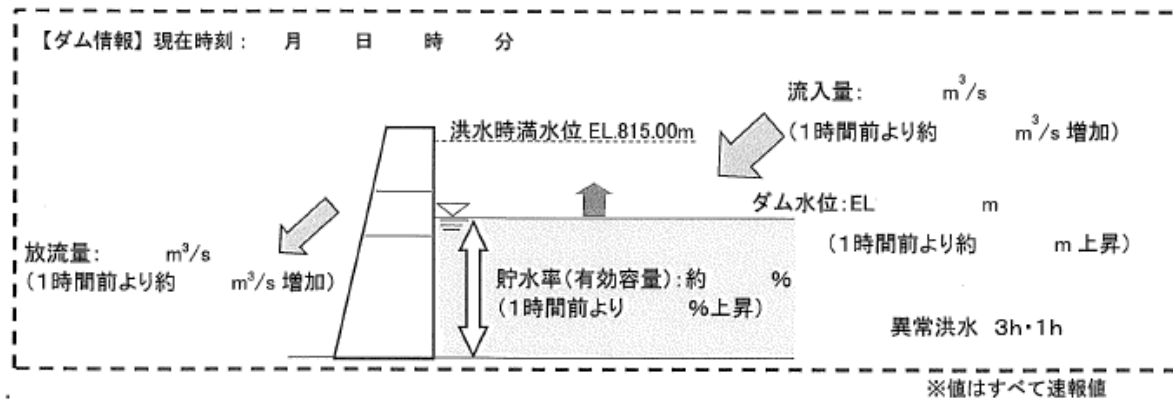 【ダム情報】現在時刻： 月 日 時 分
流入量： m³/s
(1時間前より約 m³/s 増加)
洪水時満水位 EL.815.00m
ダム水位：EL m
(1時間前より約 m 上昇)
放流量： m³/s
(1時間前より約 m³/s 増加)
貯水率(有効容量)：約 %
(1時間前より %上昇)
異常洪水 3h・1h
※値はすべて速報値